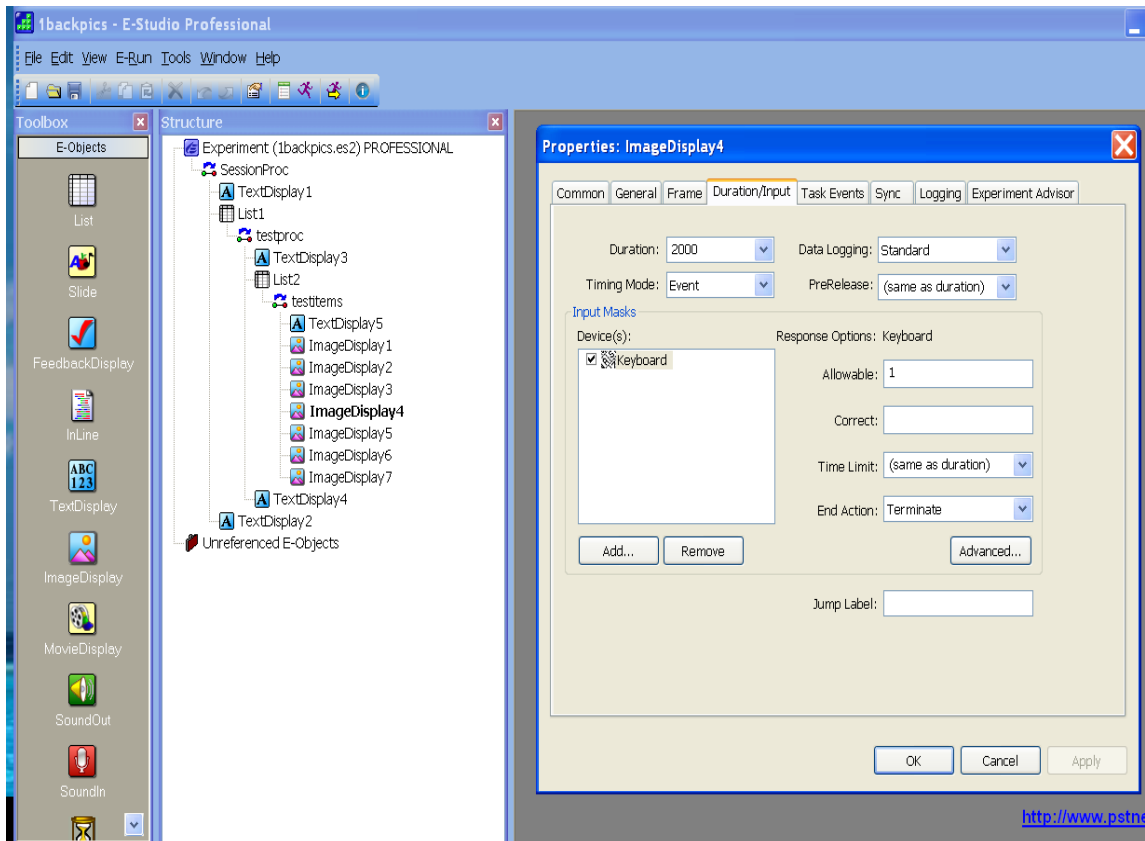 1backpics - E-Studio Professional
File Edit View E-Run Tools Window Help
Toolbox
E-Objects
List
Slide
FeedbackDisplay
InLine
ABC
123
TextDisplay
ImageDisplay
MovieDisplay
SoundOut
SoundIn
Structure
Experiment (1backpics.es2) PROFESSIONAL
SessionProc
A TextDisplay1
List1
testproc
A TextDisplay3
List2
testitems
A TextDisplay5
ImageDisplay1
ImageDisplay2
ImageDisplay3
ImageDisplay4
ImageDisplay5
ImageDisplay6
ImageDisplay7
A TextDisplay4
A TextDisplay2
Unreferenced E-Objects
Properties: ImageDisplay4
Common General Frame Duration/Input Task Events Sync Logging Experiment Advisor
Duration: 2000 Data Logging: Standard
Timing Mode: Event PreRelease: (same as duration)
Input Masks
Device(s): Response Options: Keyboard
Keyboard
Allowable: 1
Correct:
Time Limit: (same as duration)
End Action: Terminate
Add... Remove Advanced...
Jump Label:
OK Cancel Apply
http://www.pstne